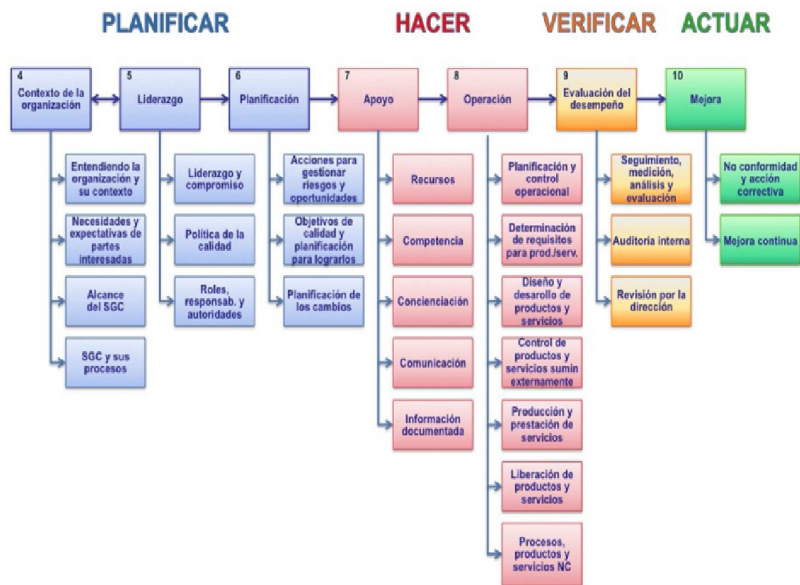 PLANIFICAR
HACER
VERIFICAR
ACTUAR
4
Contexto de la
organización
5
Liderazgo
6
Planificación
7
Apoyo
8
Operación
9
Evaluación del
desempeño
10
Mejora
Entendiendo la
organización y
su contexto
Necesidades y
expectativas de
partes
interesadas
Alcance
del SGC
SGC y sus
procesos
Liderazgo y
compromiso
Política de la
calidad
Roles,
responsab. y
autoridades
Acciones para
gestionar
riesgos y
oportunidades
Objetivos de
calidad y
planificación
para lograrlos
Planificación de
los cambios
Recursos
Competencia
Concienciación
Comunicación
Información
documentada
Planificación y
control
operacional
Determinación
de requisitos
para prod./serv.
Diseño y
desarollo de
productos y
servicios
Control de
productos y
servicios sumin
externamente
Producción y
prestación de
servicios
Liberación de
productos y
servicios
Procesos,
productos y
servicios NC
Seguimiento,
medición,
análisis y
evaluación
Auditoría interna
Revisión por la
dirección
No conformidad
y acción
correctiva
Mejora continua